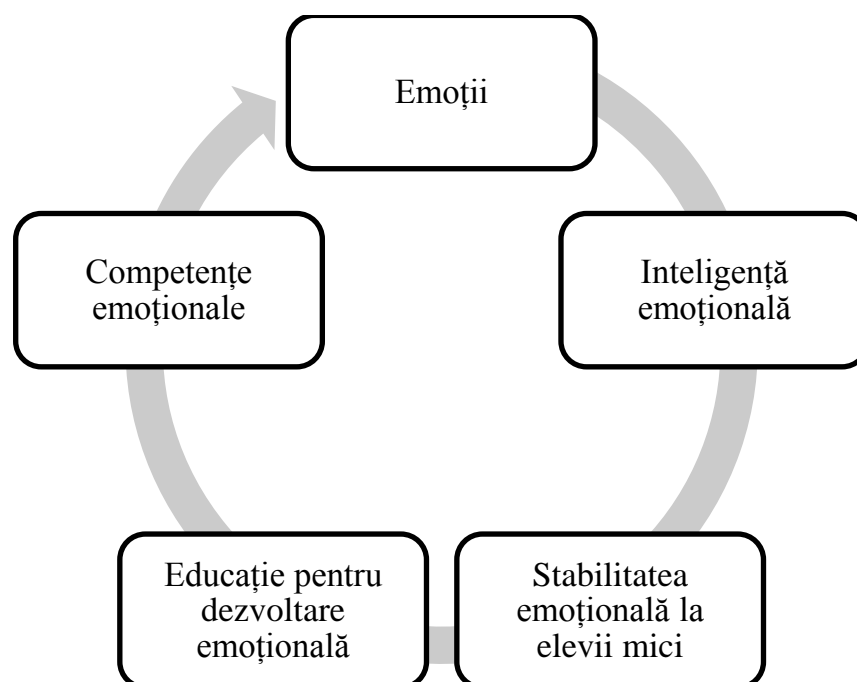 Emoții
Inteligență
emoțională
Stabilitatea
emoțională la
elevii mici
Educație pentru
dezvoltare
emoțională
Competențe
emoționale